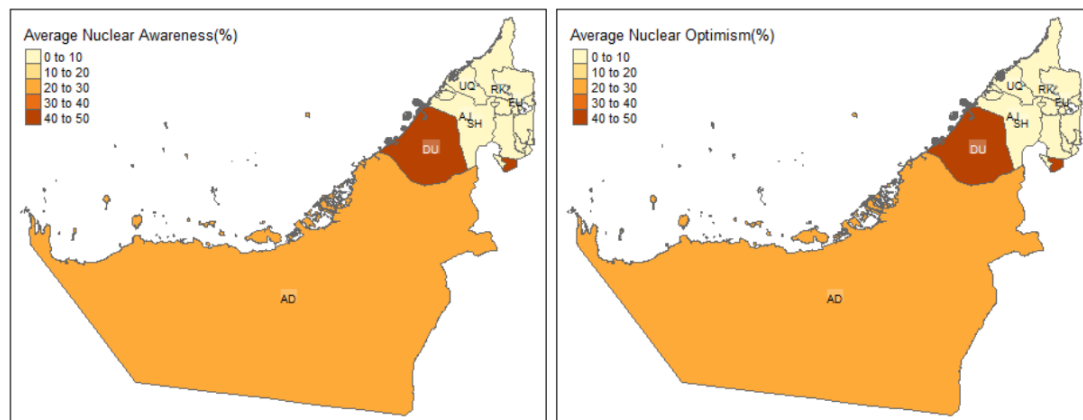 Average Nuclear Awareness(%)
0 to 10
10 to 20
20 to 30
30 to 40
40 to 50
UQ
RK
FU
AJ
SH
DU
AD
Average Nuclear Optimism(%)
0 to 10
10 to 20
20 to 30
30 to 40
40 to 50
UQ
RK
FU
AJ
SH
DU
AD